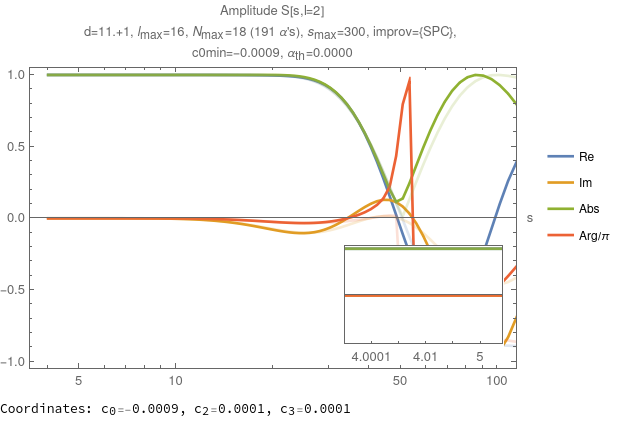 Amplitude S[s,l=2]
d=11.+1, lmax=16, Nmax=18 (191 α's), smax=300, improv={SPC},
c0min=-0.0009, αth=0.0000
1.0
0.5
0.0
-0.5
-1.0
s
Re
Im
Abs
Arg/π
4.0001 4.01 5
5 10 50 100
Coordinates: c0=-0.0009, c2=0.0001, c3=0.0001